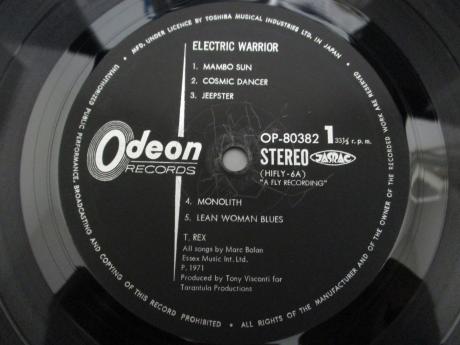 • MFD. UNDER LICENCE BY TOSHIBA MUSICAL INDUSTRIES LTD. IN JAPAN •
ALL RIGHTS OF THE MANUFACTURER AND OF THE OWNER OF THE RECORDED WORK ARE RESERVED
UNAUTHORIZED PUBLIC PERFORMANCE, BROADCASTING AND COPYING OF THIS RECORD PROHIBITED •
ELECTRIC WARRIOR
1. MAMBO SUN
2. COSMIC DANCER
3. JEEPSTER
Odeon
RECORDS
OP-80382 1 33⅓ r. p. m.
STEREO JASRAC
(HIFLY-6A)
"A FLY RECORDING"
4. MONOLITH
5. LEAN WOMAN BLUES
T. REX
All songs by Marc Bolan
Essex Music Int. Ltd.
P. 1971
Produced by Tony Visconti for
Tarantula Productions